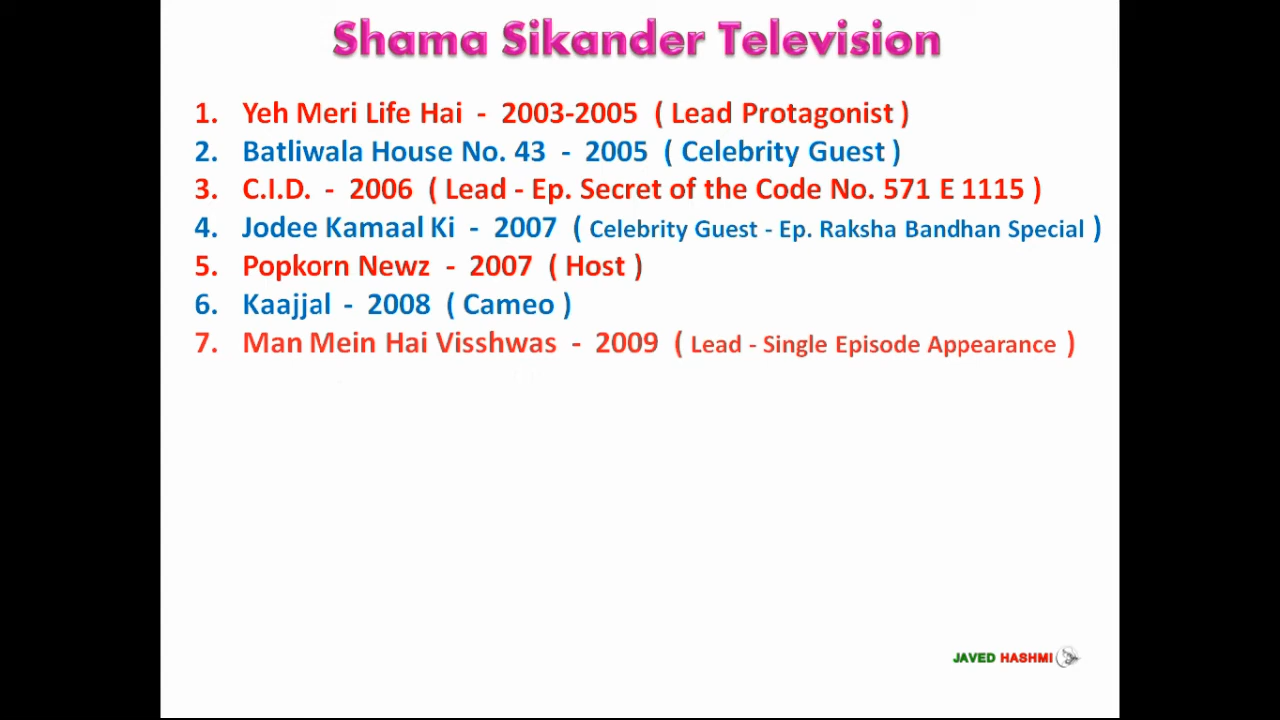 Shama Sikander Television
1. Yeh Meri Life Hai - 2003-2005 ( Lead Protagonist )
2. Batliwala House No. 43 - 2005 ( Celebrity Guest )
3. C.I.D. - 2006 ( Lead - Ep. Secret of the Code No. 571 E 1115 )
4. Jodee Kamaal Ki - 2007 ( Celebrity Guest - Ep. Raksha Bandhan Special )
5. Popkorn Newz - 2007 ( Host )
6. Kaajjal - 2008 ( Cameo )
7. Man Mein Hai Visshwas - 2009 ( Lead - Single Episode Appearance )
JAVED HASHMI